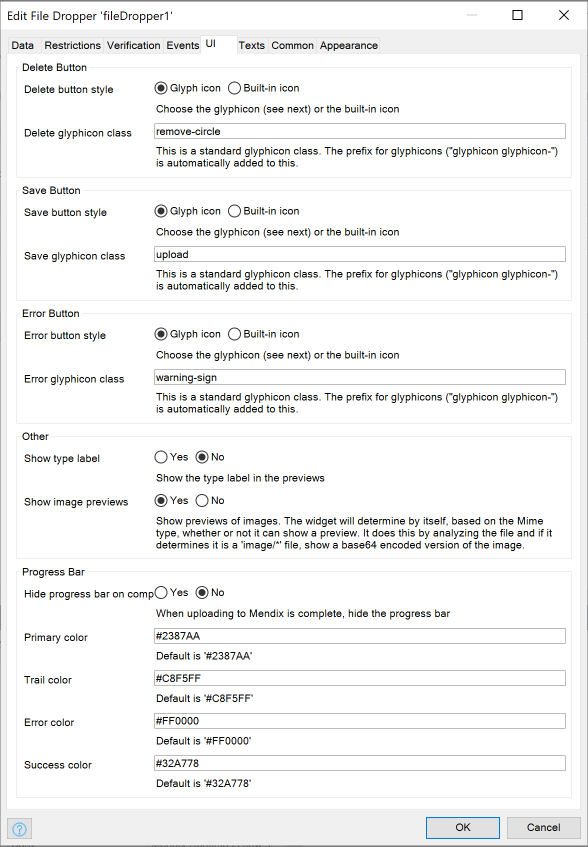 Edit File Dropper 'fileDropper1'
Data Restrictions Verification Events UI Texts Common Appearance
Delete Button
Delete button style Glyph icon Built-in icon
Choose the glyphicon (see next) or the built-in icon
Delete glyphicon class remove-circle
This is a standard glyphicon class. The prefix for glyphicons ("glyphicon glyphicon-")
is automatically added to this.
Save Button
Save button style Glyph icon Built-in icon
Choose the glyphicon (see next) or the built-in icon
Save glyphicon class upload
This is a standard glyphicon class. The prefix for glyphicons ("glyphicon glyphicon-")
is automatically added to this.
Error Button
Error button style Glyph icon Built-in icon
Choose the glyphicon (see next) or the built-in icon
Error glyphicon class warning-sign
This is a standard glyphicon class. The prefix for glyphicons ("glyphicon glyphicon-")
is automatically added to this.
Other
Show type label Yes No
Show the type label in the previews
Show image previews Yes No
Show previews of images. The widget will determine by itself, based on the Mime
type, whether or not it can show a preview. It does this by analyzing the file and if it
determines it is a 'image/*' file, show a base64 encoded version of the image.
Progress Bar
Hide progress bar on comp Yes No
When uploading to Mendix is complete, hide the progress bar
Primary color #2387AA
Default is '#2387AA'
Trail color #C8F5FF
Default is '#C8F5FF'
Error color #FF0000
Default is '#FF0000'
Success color #32A778
Default is '#32A778'
? OK Cancel